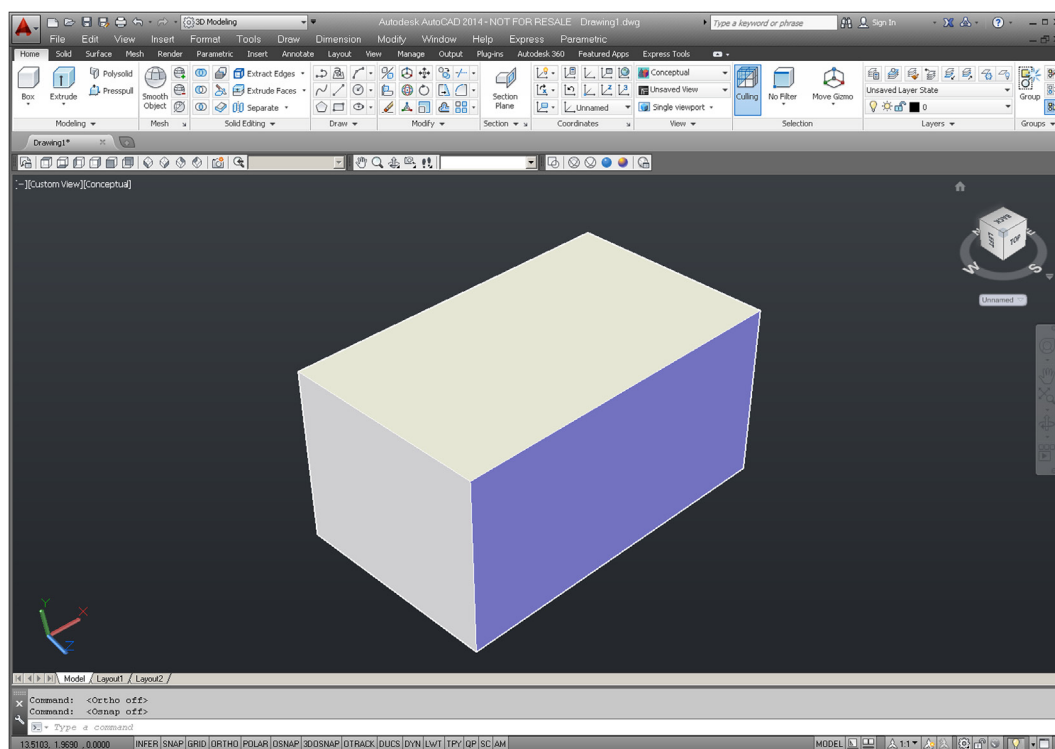 3D Modeling Autodesk AutoCAD 2014 - NOT FOR RESALE Drawing1.dwg Type a keyword or phrase Sign In
File Edit View Insert Format Tools Draw Dimension Modify Window Help Express Parametric
Home Solid Surface Mesh Render Parametric Insert Annotate Layout View Manage Output Plug-ins Autodesk 360 Featured Apps Express Tools
Polysolid Extrude Edges Conceptual
Presspull Extrude Faces Unsaved View Unsaved Layer State
Box Extrude Smooth Object Separate Section Plane Unnamed Single viewport Culling No Filter Move Gizmo 0 Group
Modeling Mesh Solid Editing Draw Modify Section Coordinates View Selection Layers Groups
Drawing1*
[-][Custom View][Conceptual]
BACK
LEFT TOP
W S
Unnamed
Y
X
Z
Model Layout1 Layout2
Command: <Ortho off>
Command: <Osnap off>
Type a command
13.5103, 1.9690, 0.0000 INFER SNAP GRID ORTHO POLAR OSNAP 3DOSNAP OTRACK DUCS DYN LWT TPY QP SC AM MODEL 1:1